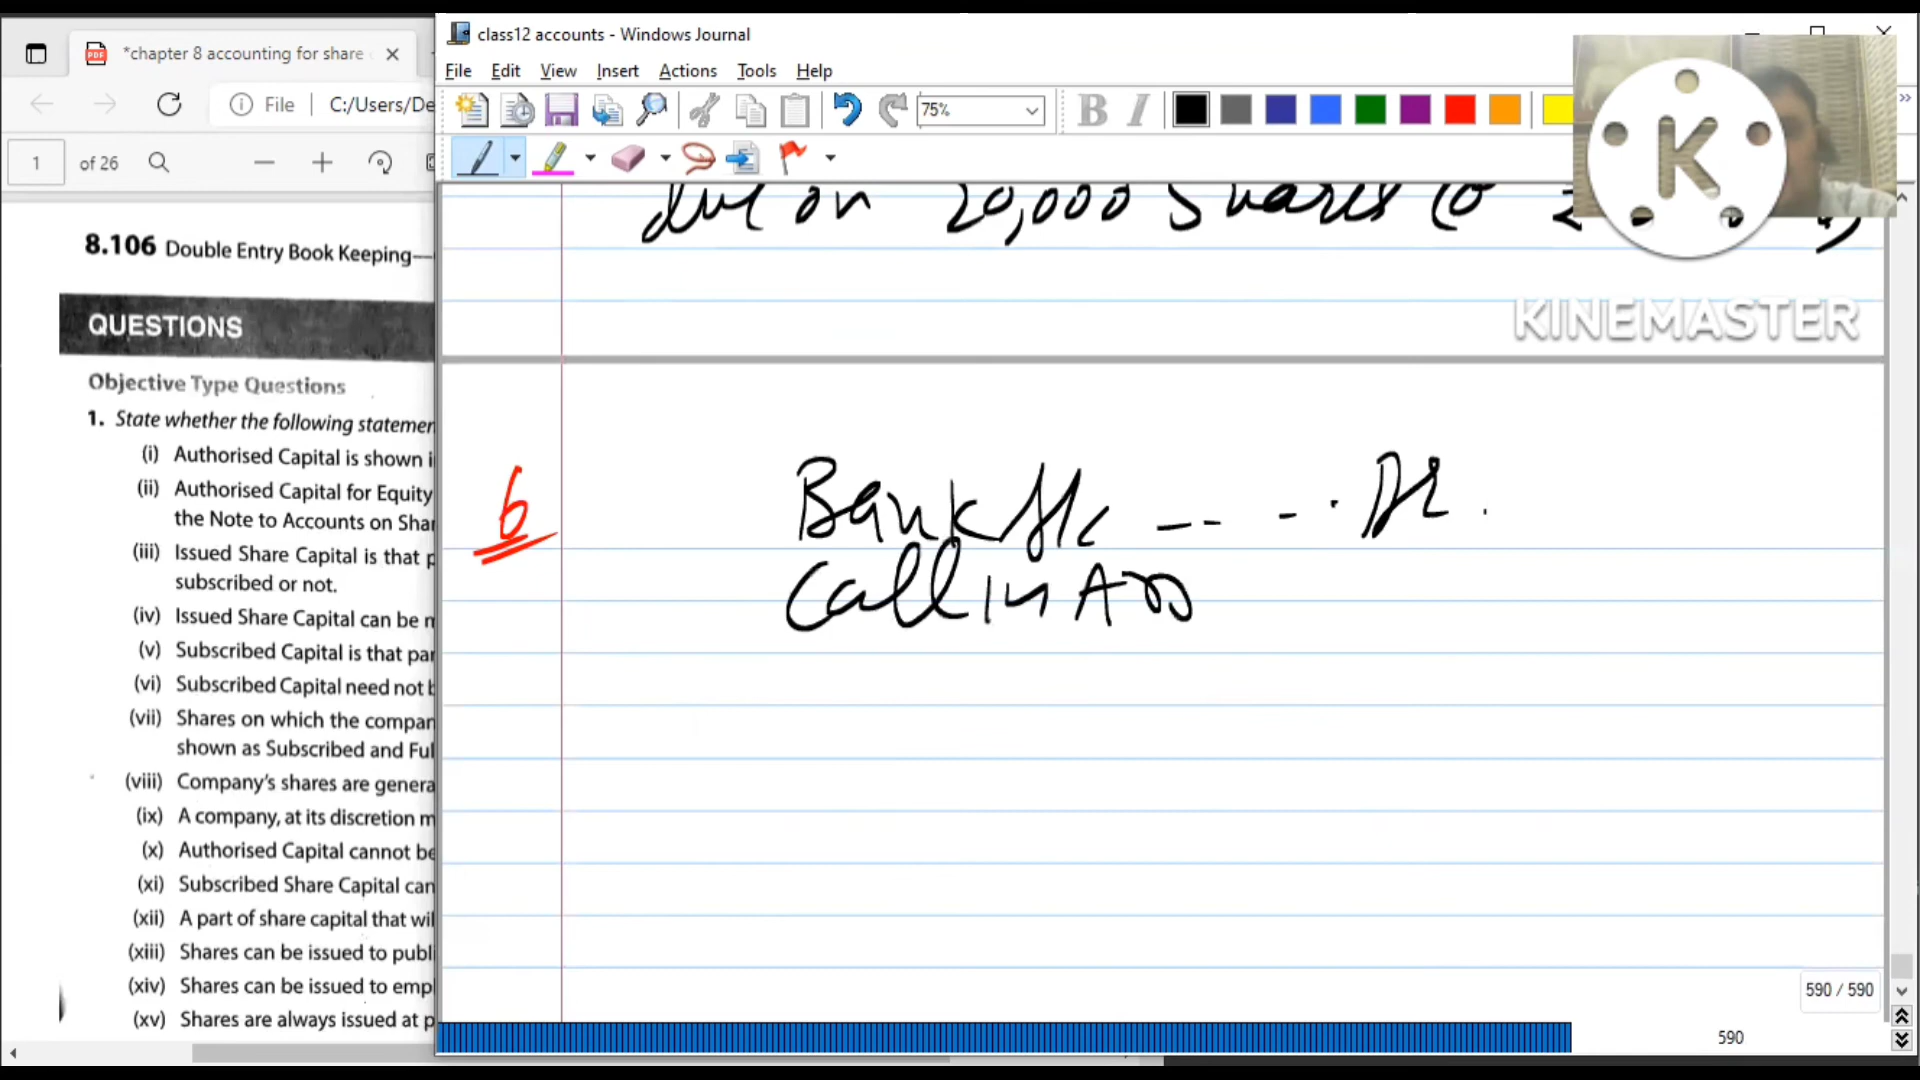 class12 accounts - Windows Journal
*chapter 8 accounting for share
File Edit View Insert Actions Tools Help
File C:/Users/De
75%
B I
1 of 26
K
KINEMASTER
due on 20,000 Shares @
8.106 Double Entry Book Keeping—
QUESTIONS
Objective Type Questions
1. State whether the following statemen
(i) Authorised Capital is shown i
(ii) Authorised Capital for Equity
the Note to Accounts on Shar
(iii) Issued Share Capital is that p
subscribed or not.
(iv) Issued Share Capital can be m
(v) Subscribed Capital is that par
(vi) Subscribed Capital need not b
(vii) Shares on which the compan
shown as Subscribed and Ful
(viii) Company's shares are genera
(ix) A company, at its discretion m
(x) Authorised Capital cannot be
(xi) Subscribed Share Capital can
(xii) A part of share capital that wil
(xiii) Shares can be issued to publi
(xiv) Shares can be issued to empl
(xv) Shares are always issued at p
6 Bank A/c -- - . Dr.
Call in
590 / 590
590